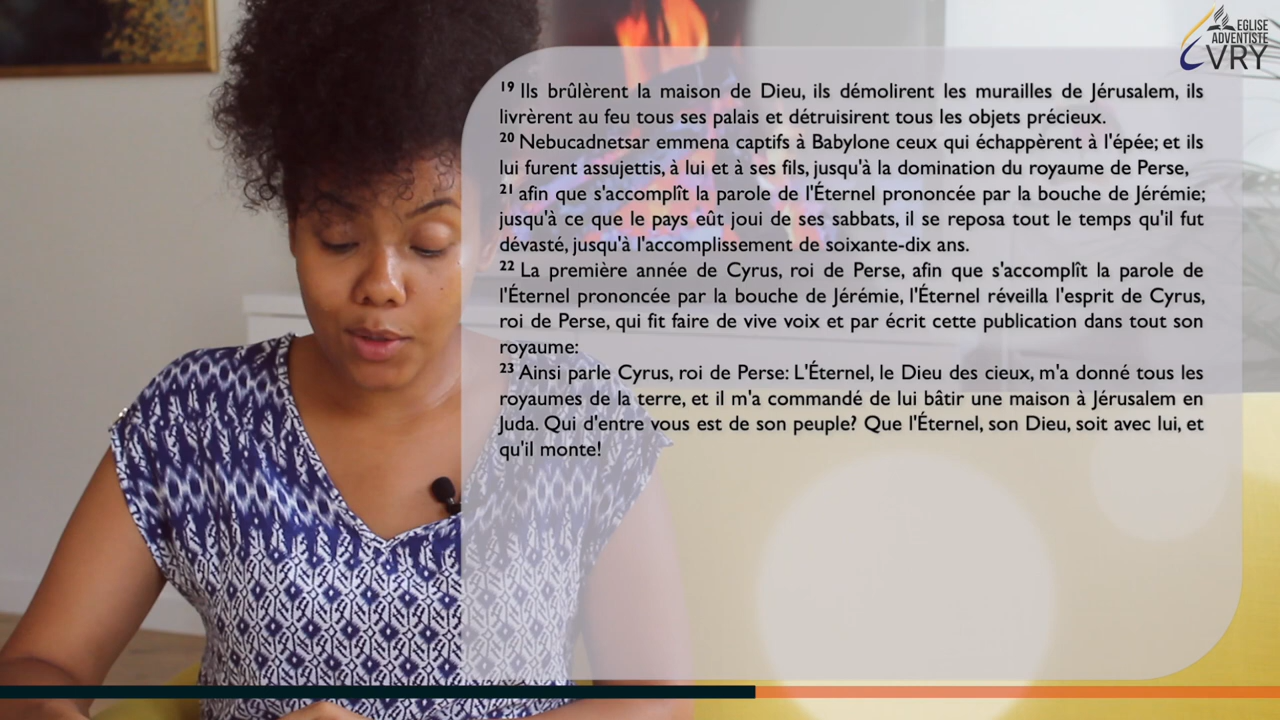 EGLISE
ADVENTISTE
VRY
19 Ils brûlèrent la maison de Dieu, ils démolirent les murailles de Jérusalem, ils
livrèrent au feu tous ses palais et détruisirent tous les objets précieux.
20 Nebucadnetsar emmena captifs à Babylone ceux qui échappèrent à l'épée; et ils
lui furent assujettis, à lui et à ses fils, jusqu'à la domination du royaume de Perse,
21 afin que s'accomplît la parole de l'Éternel prononcée par la bouche de Jérémie;
jusqu'à ce que le pays eût joui de ses sabbats, il se reposa tout le temps qu'il fut
dévasté, jusqu'à l'accomplissement de soixante-dix ans.
22 La première année de Cyrus, roi de Perse, afin que s'accomplît la parole de
l'Éternel prononcée par la bouche de Jérémie, l'Éternel réveilla l'esprit de Cyrus,
roi de Perse, qui fit faire de vive voix et par écrit cette publication dans tout son
royaume:
23 Ainsi parle Cyrus, roi de Perse: L'Éternel, le Dieu des cieux, m'a donné tous les
royaumes de la terre, et il m'a commandé de lui bâtir une maison à Jérusalem en
Juda. Qui d'entre vous est de son peuple? Que l'Éternel, son Dieu, soit avec lui, et
qu'il monte!